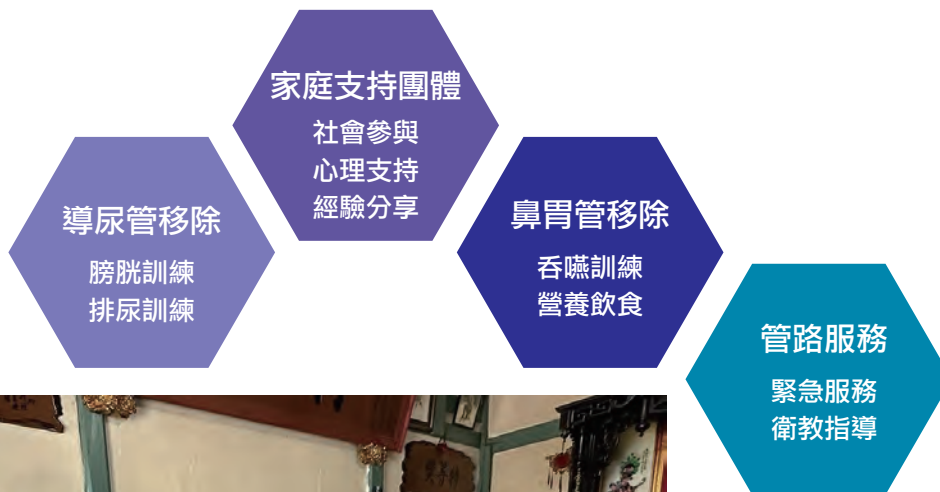 家庭支持團體
社會參與
心理支持
經驗分享
導尿管移除
膀胱訓練
排尿訓練
鼻胃管移除
吞嚥訓練
營養飲食
管路服務
緊急服務
衛教指導